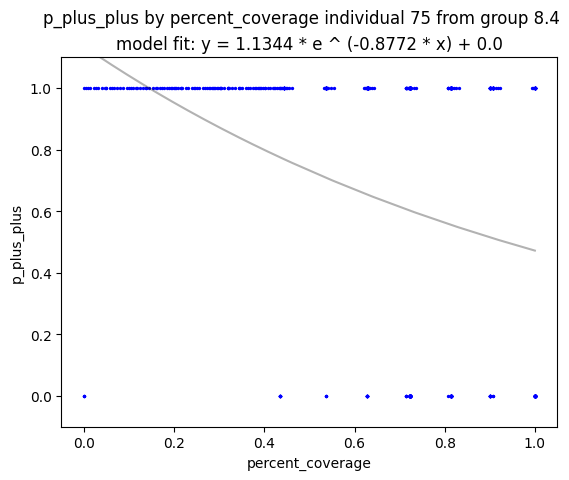 p_plus_plus by percent_coverage individual 75 from group 8.4
model fit: y = 1.1344 * e ^ (-0.8772 * x) + 0.0
1.0
0.8
0.6
0.4
0.2
0.0
p_plus_plus
0.0 0.2 0.4 0.6 0.8 1.0
percent_coverage